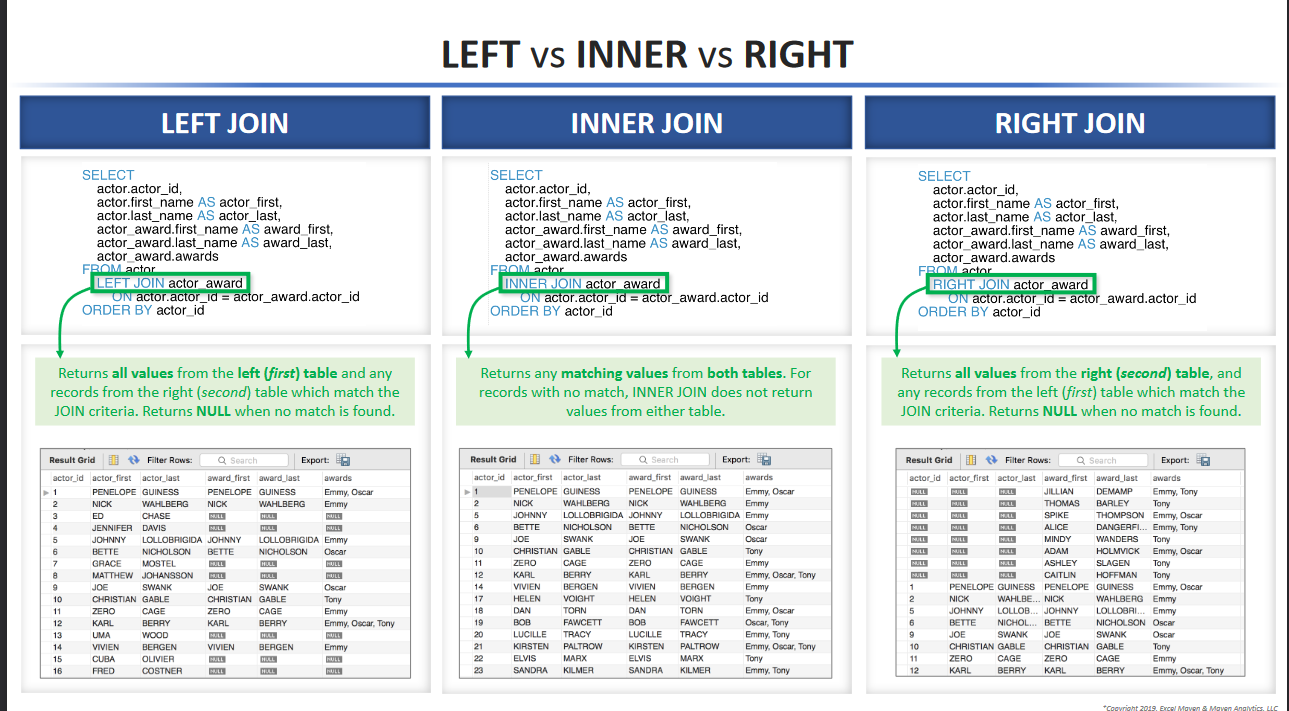 LEFT vs INNER vs RIGHT
LEFT JOIN
SELECT
actor.actor_id,
actor.first_name AS actor_first,
actor.last_name AS actor_last,
actor_award.first_name AS award_first,
actor_award.last_name AS award_last,
actor_award.awards
FROM actor
LEFT JOIN actor_award
ON actor.actor_id = actor_award.actor_id
ORDER BY actor_id
Returns all values from the left (first) table and any
records from the right (second) table which match the
JOIN criteria. Returns NULL when no match is found.
Result Grid Filter Rows: Search Export:
actor_id actor_first actor_last award_first award_last awards
1 PENELOPE GUINESS PENELOPE GUINESS Emmy, Oscar
2 NICK WAHLBERG NICK WAHLBERG Emmy
3 ED CHASE NULL NULL NULL
4 JENNIFER DAVIS NULL NULL NULL
5 JOHNNY LOLLOBRIGIDA JOHNNY LOLLOBRIGIDA Emmy
6 BETTE NICHOLSON BETTE NICHOLSON Oscar
7 GRACE MOSTEL NULL NULL NULL
8 MATTHEW JOHANSSON NULL NULL NULL
9 JOE SWANK JOE SWANK Oscar
10 CHRISTIAN GABLE CHRISTIAN GABLE Tony
11 ZERO CAGE ZERO CAGE Emmy
12 KARL BERRY KARL BERRY Emmy, Oscar, Tony
13 UMA WOOD NULL NULL NULL
14 VIVIEN BERGEN VIVIEN BERGEN Emmy
15 CUBA OLIVIER NULL NULL NULL
16 FRED COSTNER NULL NULL NULL
INNER JOIN
SELECT
actor.actor_id,
actor.first_name AS actor_first,
actor.last_name AS actor_last,
actor_award.first_name AS award_first,
actor_award.last_name AS award_last,
actor_award.awards
FROM actor
INNER JOIN actor_award
ON actor.actor_id = actor_award.actor_id
ORDER BY actor_id
Returns any matching values from both tables. For
records with no match, INNER JOIN does not return
values from either table.
Result Grid Filter Rows: Search Export:
actor_id actor_first actor_last award_first award_last awards
1 PENELOPE GUINESS PENELOPE GUINESS Emmy, Oscar
2 NICK WAHLBERG NICK WAHLBERG Emmy
5 JOHNNY LOLLOBRIGIDA JOHNNY LOLLOBRIGIDA Emmy
6 BETTE NICHOLSON BETTE NICHOLSON Oscar
9 JOE SWANK JOE SWANK Oscar
10 CHRISTIAN GABLE CHRISTIAN GABLE Tony
11 ZERO CAGE ZERO CAGE Emmy
12 KARL BERRY KARL BERRY Emmy, Oscar, Tony
14 VIVIEN BERGEN VIVIEN BERGEN Emmy
17 HELEN VOIGHT HELEN VOIGHT Tony
18 DAN TORN DAN TORN Emmy, Oscar
19 BOB FAWCETT BOB FAWCETT Oscar, Tony
20 LUCILLE TRACY LUCILLE TRACY Emmy, Tony
21 KIRSTEN PALTROW KIRSTEN PALTROW Emmy, Oscar, Tony
22 ELVIS MARX ELVIS MARX Tony
23 SANDRA KILMER SANDRA KILMER Emmy, Tony
RIGHT JOIN
SELECT
actor.actor_id,
actor.first_name AS actor_first,
actor.last_name AS actor_last,
actor_award.first_name AS award_first,
actor_award.last_name AS award_last,
actor_award.awards
FROM actor
RIGHT JOIN actor_award
ON actor.actor_id = actor_award.actor_id
ORDER BY actor_id
Returns all values from the right (second) table, and
any records from the left (first) table which match the
JOIN criteria. Returns NULL when no match is found.
Result Grid Filter Rows: Search Export:
actor_id actor_first actor_last award_first award_last awards
NULL NULL NULL JILLIAN DEMAMP Emmy, Tony
NULL NULL NULL THOMAS BARLEY Tony
NULL NULL NULL SPIKE THOMPSON Emmy, Oscar
NULL NULL NULL ALICE DANGERFI... Emmy, Tony
NULL NULL NULL MINDY WANDERS Tony
NULL NULL NULL ADAM HOLMVICK Emmy, Oscar
NULL NULL NULL ASHLEY SLAGEN Tony
NULL NULL NULL CAITLIN HOFFMAN Tony
1 PENELOPE GUINESS PENELOPE GUINESS Emmy, Oscar
2 NICK WAHLBE... NICK WAHLBERG Emmy
5 JOHNNY LOLLOB... JOHNNY LOLLOBRI... Emmy
6 BETTE NICHOL... BETTE NICHOLSON Oscar
9 JOE SWANK JOE SWANK Oscar
10 CHRISTIAN GABLE CHRISTIAN GABLE Tony
11 ZERO CAGE ZERO CAGE Emmy
12 KARL BERRY KARL BERRY Emmy, Oscar, Tony
*Copyright 2019, Excel Maven & Maven Analytics, LLC